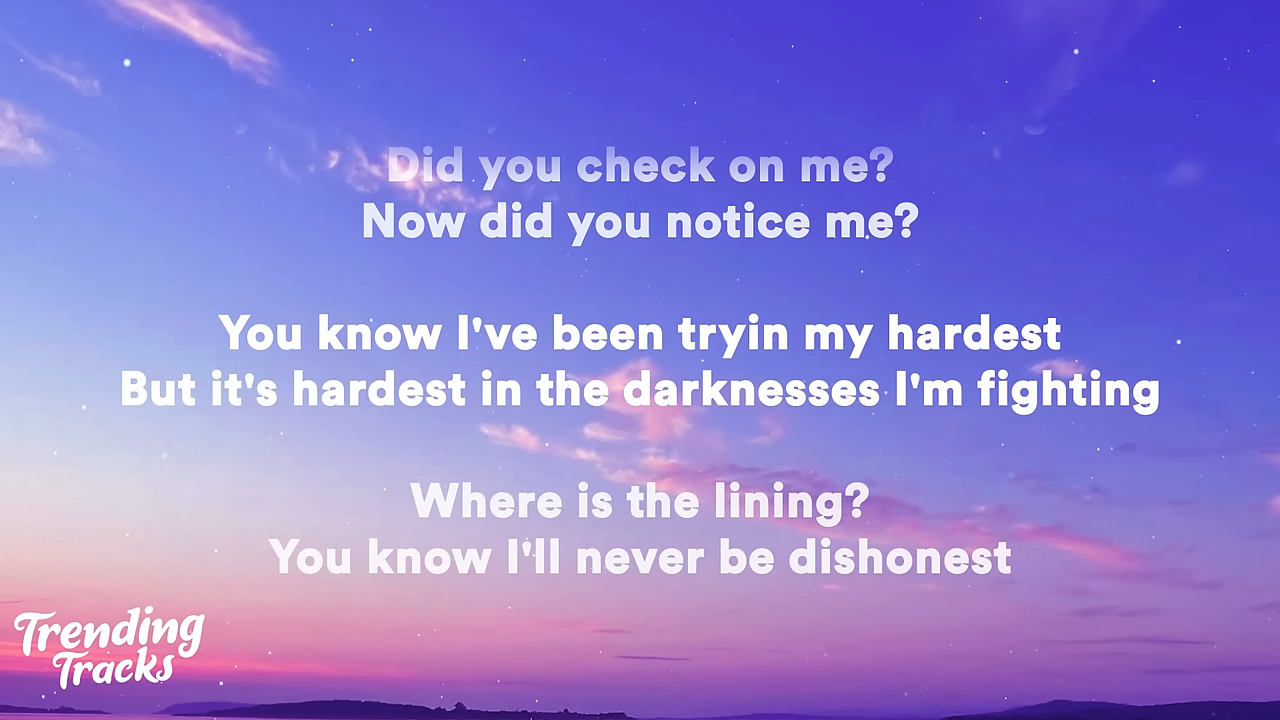 Did you check on me?
Now did you notice me?
You know I've been tryin my hardest
But it's hardest in the darknesses I'm fighting
Where is the lining?
You know I'll never be dishonest
Trending
Tracks